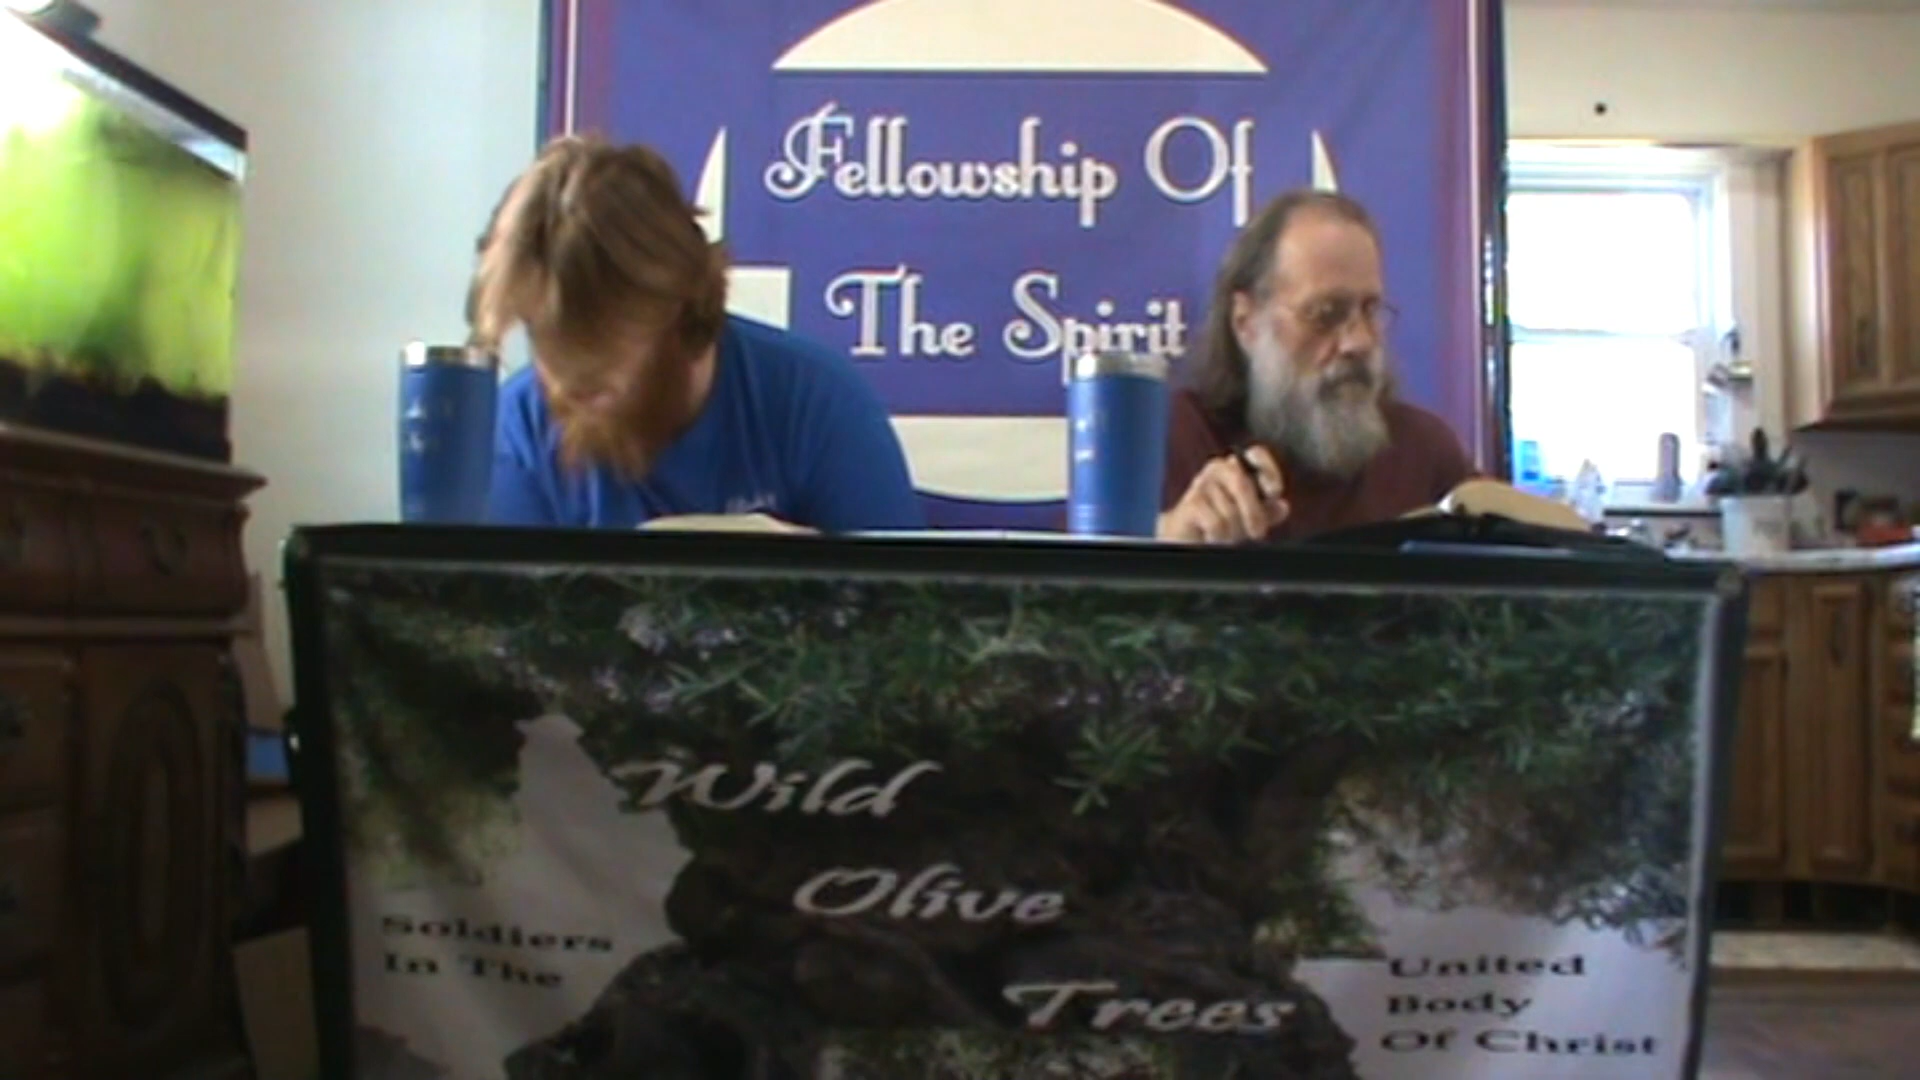 Fellowship Of
The Spirit
Wild
Olive
Trees
Soldiers
In The
United
Body
Of Christ